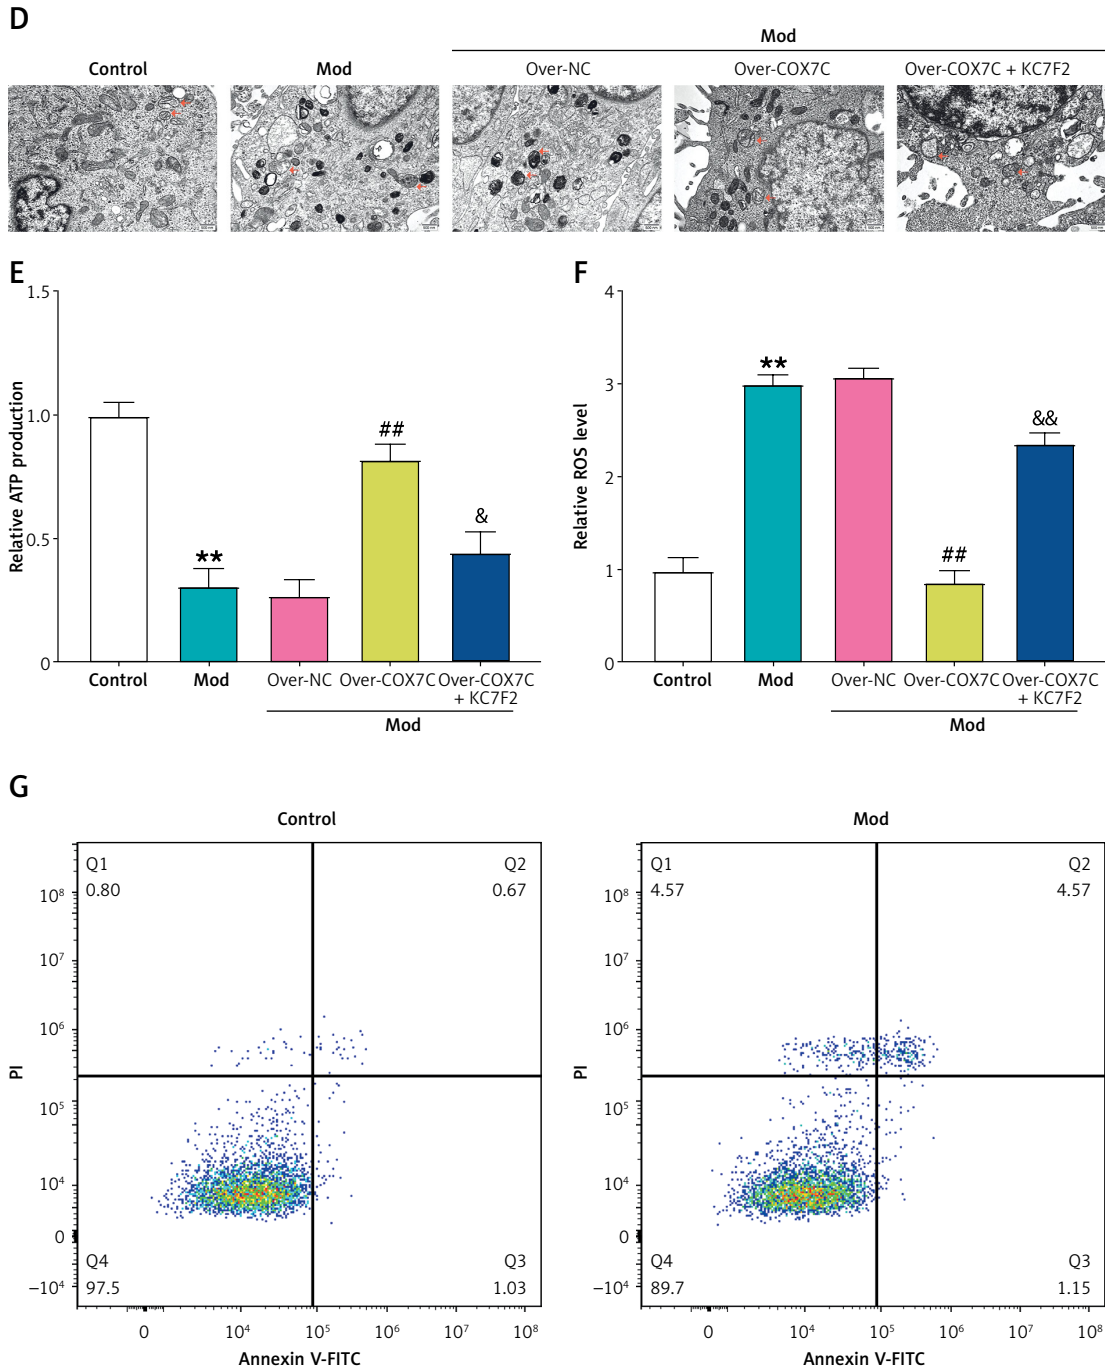 D
Mod
Control Mod Over-NC Over-COX7C Over-COX7C + KC7F2
E
Relative ATP production
1.5
1.0
0.5
0
**
##
&
Control Mod Over-NC Over-COX7C Over-COX7C
+ KC7F2
Mod
F
Relative ROS level
4
3
2
1
0
**
##
&&
Control Mod Over-NC Over-COX7C Over-COX7C
+ KC7F2
Mod
G
Control
Q1 Q2
0.80 0.67
Q4 Q3
97.5 1.03
PI
10⁸
10⁷
10⁶
10⁵
10⁴
0
–10⁴
0 10⁴ 10⁵ 10⁶ 10⁷ 10⁸
Annexin V-FITC
Mod
Q1 Q2
4.57 4.57
Q4 Q3
89.7 1.15
PI
10⁸
10⁷
10⁶
10⁵
10⁴
0
–10⁴
0 10⁴ 10⁵ 10⁶ 10⁷ 10⁸
Annexin V-FITC